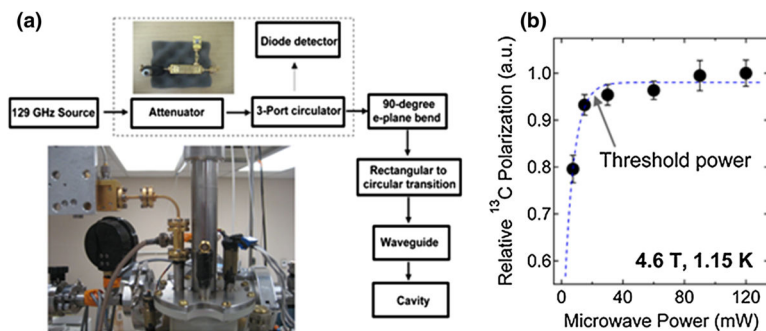 (a)
Diode detector
129 GHz Source
Attenuator
3-Port circulator
90-degree
e-plane bend
Rectangular to
circular transition
Waveguide
Cavity
(b)
Relative ¹³C Polarization (a.u.)
1.0
0.9
0.8
0.7
0.6
Threshold power
4.6 T, 1.15 K
0
40
80
120
Microwave Power (mW)